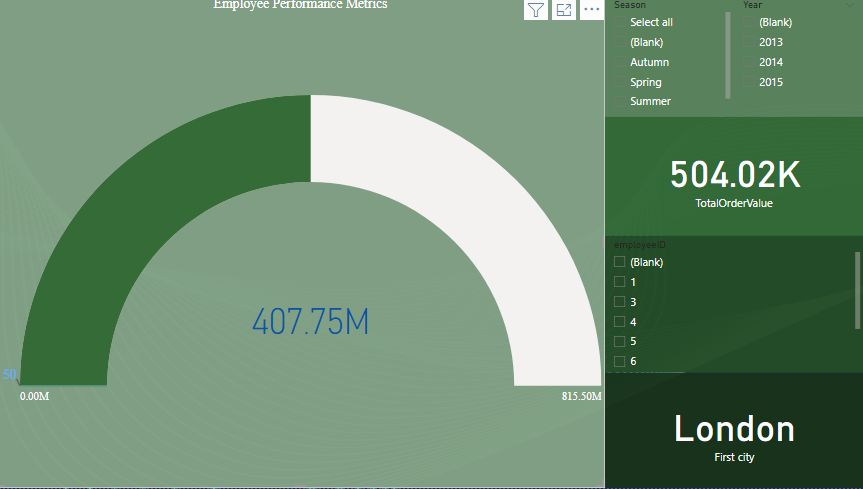 Employee Performance Metrics
407.75M
50
0.00M
815.50M
Season
Select all
(Blank)
Autumn
Spring
Summer
Year
(Blank)
2013
2014
2015
504.02K
TotalOrderValue
employeeID
(Blank)
1
3
4
5
6
London
First city